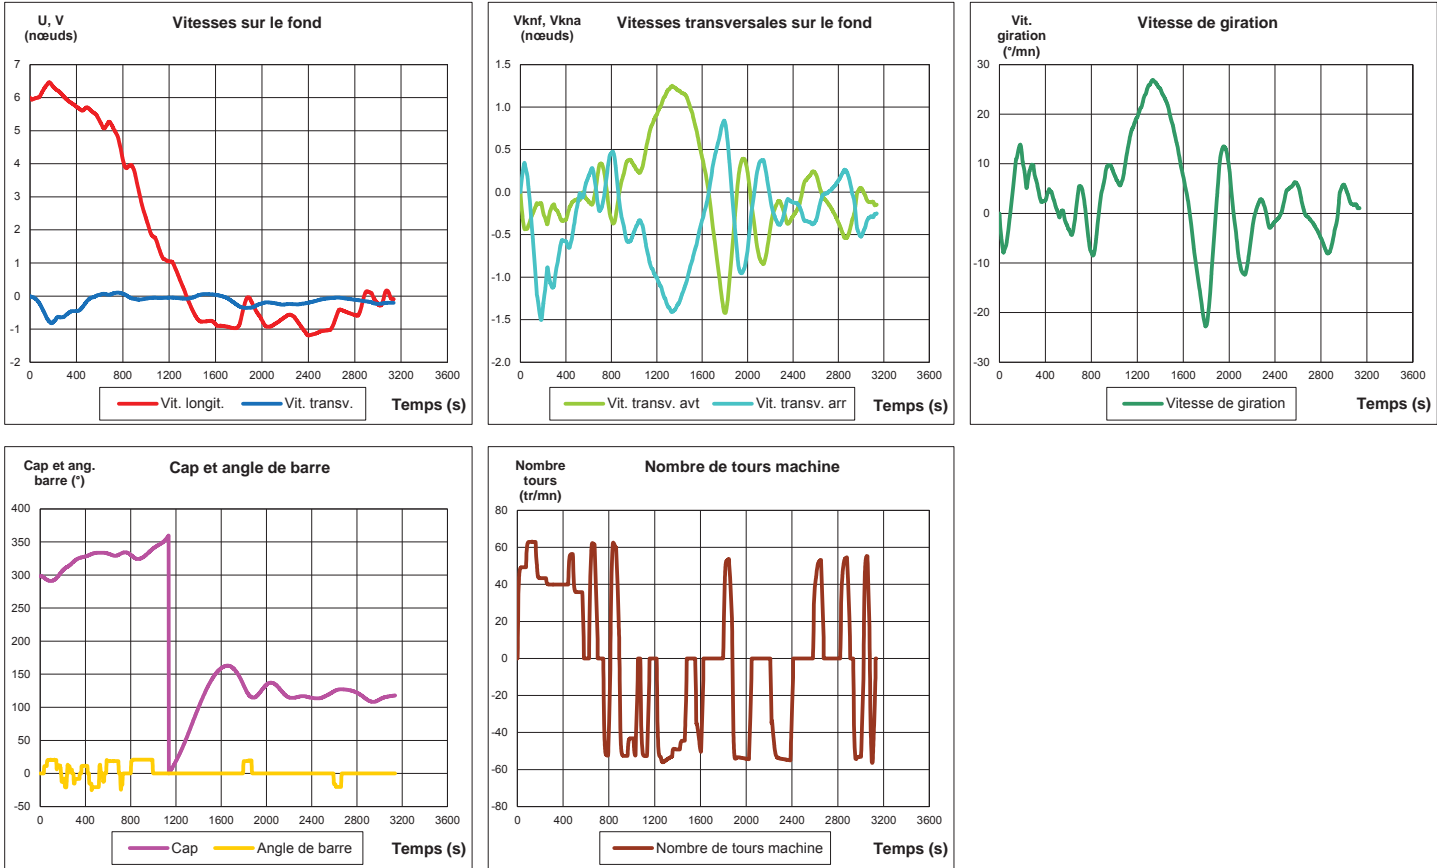 U, V
(nœuds)
Vitesses sur le fond
7
6
5
4
3
2
1
0
-1
-2
0 400 800 1200 1600 2000 2400 2800 3200 3600
Vit. longit. Vit. transv. Temps (s)
Vknf, Vkna
(nœuds)
Vitesses transversales sur le fond
1.5
1.0
0.5
0.0
-0.5
-1.0
-1.5
-2.0
0 400 800 1200 1600 2000 2400 2800 3200 3600
Vit. transv. avt Vit. transv. arr Temps (s)
Vit.
giration
(°/mn)
Vitesse de giration
30
20
10
0
-10
-20
-30
0 400 800 1200 1600 2000 2400 2800 3200 3600
Vitesse de giration Temps (s)
Cap et ang.
barre (°)
Cap et angle de barre
400
350
300
250
200
150
100
50
0
-50
0 400 800 1200 1600 2000 2400 2800 3200 3600
Cap Angle de barre Temps (s)
Nombre
tours
(tr/mn)
Nombre de tours machine
80
60
40
20
0
-20
-40
-60
-80
0 400 800 1200 1600 2000 2400 2800 3200 3600
Nombre de tours machine Temps (s)